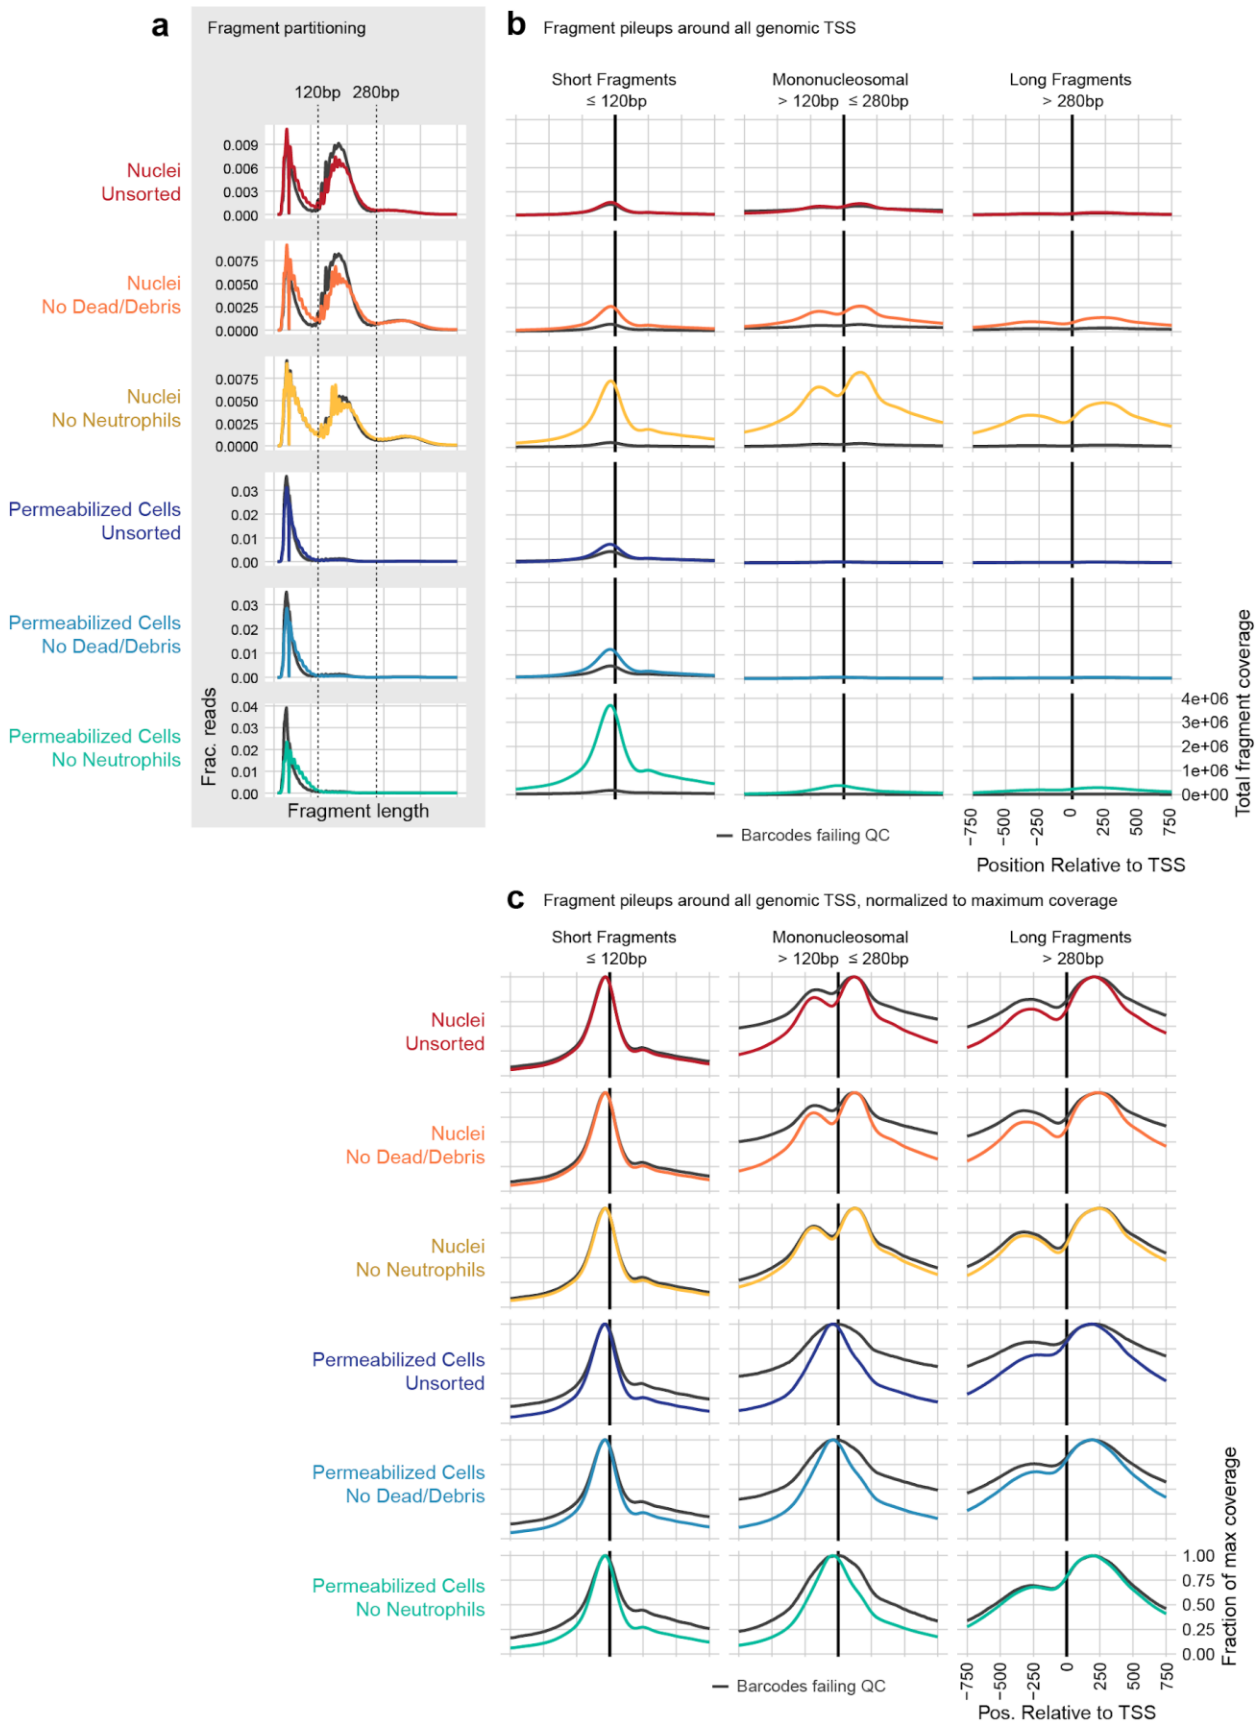 a
Fragment partitioning
120bp 280bp
Nuclei
Unsorted
0.009
0.006
0.003
0.000
Nuclei
No Dead/Debris
0.0075
0.0050
0.0025
0.0000
Nuclei
No Neutrophils
0.0075
0.0050
0.0025
0.0000
Permeabilized Cells
Unsorted
0.03
0.02
0.01
0.00
Permeabilized Cells
No Dead/Debris
0.03
0.02
0.01
0.00
Permeabilized Cells
No Neutrophils
0.04
0.03
0.02
0.01
0.00
Frac. reads
Fragment length
b
Fragment pileups around all genomic TSS
Short Fragments
≤ 120bp
Mononucleosomal
> 120bp ≤ 280bp
Long Fragments
> 280bp
4e+06
3e+06
2e+06
1e+06
0e+00
Total fragment coverage
−750
−500
−250
0
250
500
750
Position Relative to TSS
Barcodes failing QC
c
Fragment pileups around all genomic TSS, normalized to maximum coverage
Short Fragments
≤ 120bp
Mononucleosomal
> 120bp ≤ 280bp
Long Fragments
> 280bp
Nuclei
Unsorted
Nuclei
No Dead/Debris
Nuclei
No Neutrophils
Permeabilized Cells
Unsorted
Permeabilized Cells
No Dead/Debris
Permeabilized Cells
No Neutrophils
1.00
0.75
0.50
0.25
0.00
Fraction of max coverage
−750
−500
−250
0
250
500
750
Pos. Relative to TSS
Barcodes failing QC